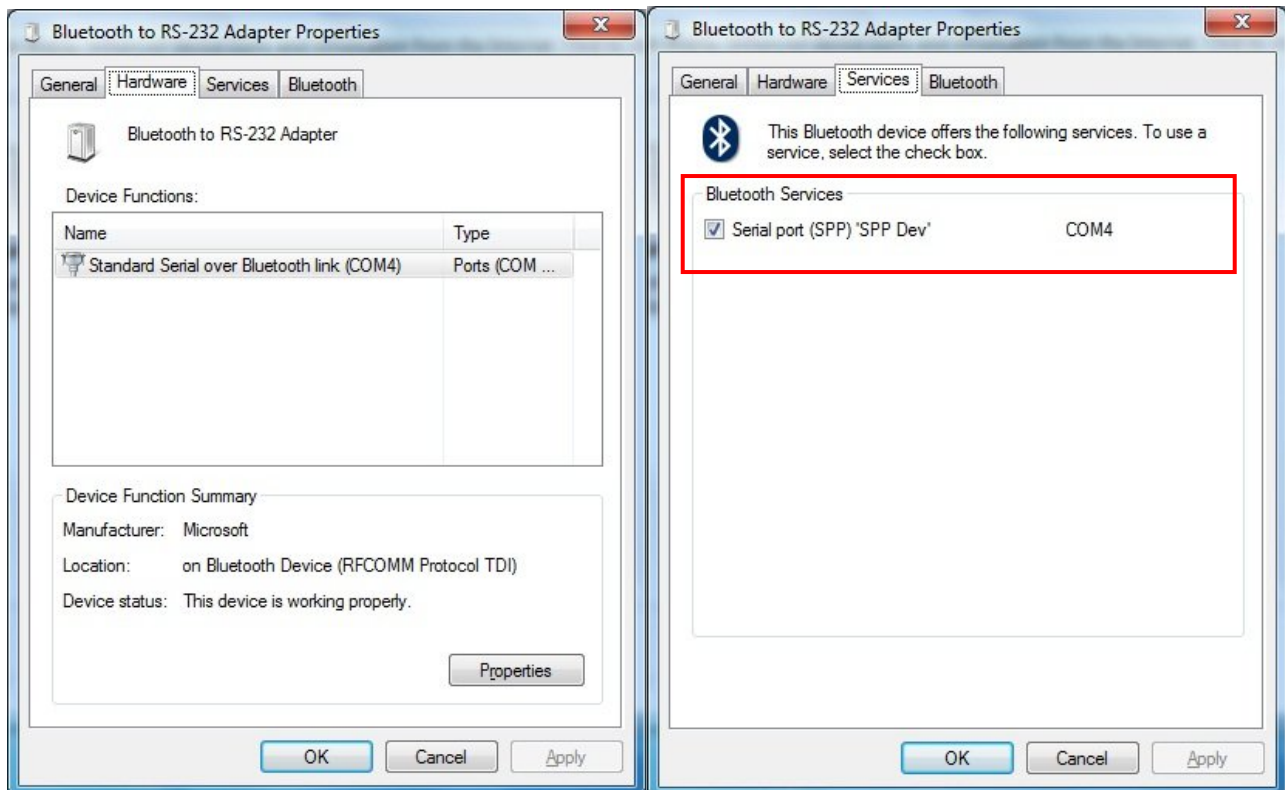 Bluetooth to RS-232 Adapter Properties
General Hardware Services Bluetooth
Bluetooth to RS-232 Adapter
Device Functions:
Name Type
Standard Serial over Bluetooth link (COM4) Ports (COM ...
Device Function Summary
Manufacturer: Microsoft
Location: on Bluetooth Device (RFCOMM Protocol TDI)
Device status: This device is working properly.
Properties
OK Cancel Apply
Bluetooth to RS-232 Adapter Properties
General Hardware Services Bluetooth
This Bluetooth device offers the following services. To use a
service, select the check box.
Bluetooth Services
Serial port (SPP) 'SPP Dev' COM4
OK Cancel Apply